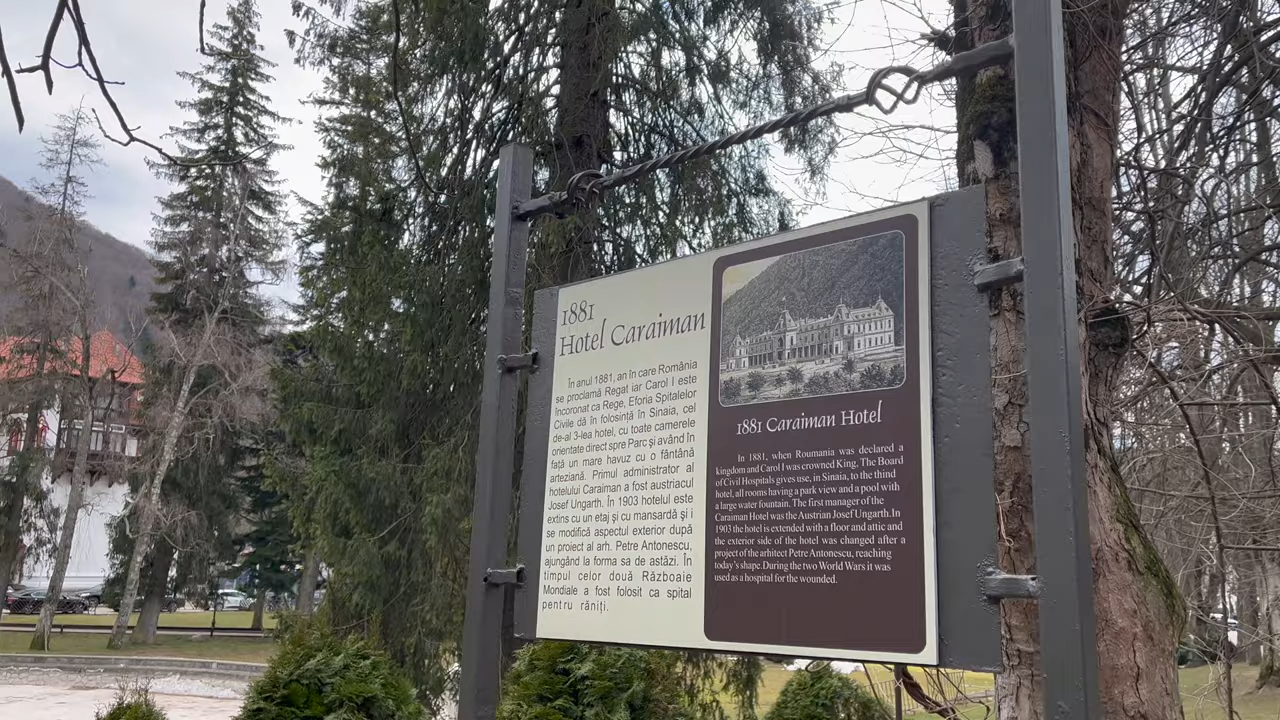 1881
Hotel Caraiman
În anul 1881, an în care România
se proclamă Regat iar Carol I este
încoronat ca Rege, Eforia Spitalelor
Civile dă în folosință în Sinaia, cel
de-al 3-lea hotel, cu toate camerele
orientate direct spre Parc și având în
față un mare havuz cu o fântână
arteziană. Primul administrator al
hotelului Caraiman a fost austriacul
Josef Ungarth. În 1903 hotelul este
extins cu un etaj și cu mansardă și i
se modifică aspectul exterior după
un proiect al arh. Petre Antonescu,
ajungând la forma sa de astăzi. În
timpul celor două Războaie
Mondiale a fost folosit ca spital
pentru răniți.
1881 Caraiman Hotel
In 1881, when Roumania was declared a
kingdom and Carol I was crowned King, The Board
of Civil Hospitals gives use, in Sinaia, to the third
hotel, all rooms having a park view and a pool with
a large water fountain. The first manager of the
Caraiman Hotel was the Austrian Josef Ungarth. In
1903 the hotel is extended with a floor and attic and
the exterior side of the hotel was changed after a
project of the arhitect Petre Antonescu, reaching
today's shape. During the two World Wars it was
used as a hospital for the wounded.